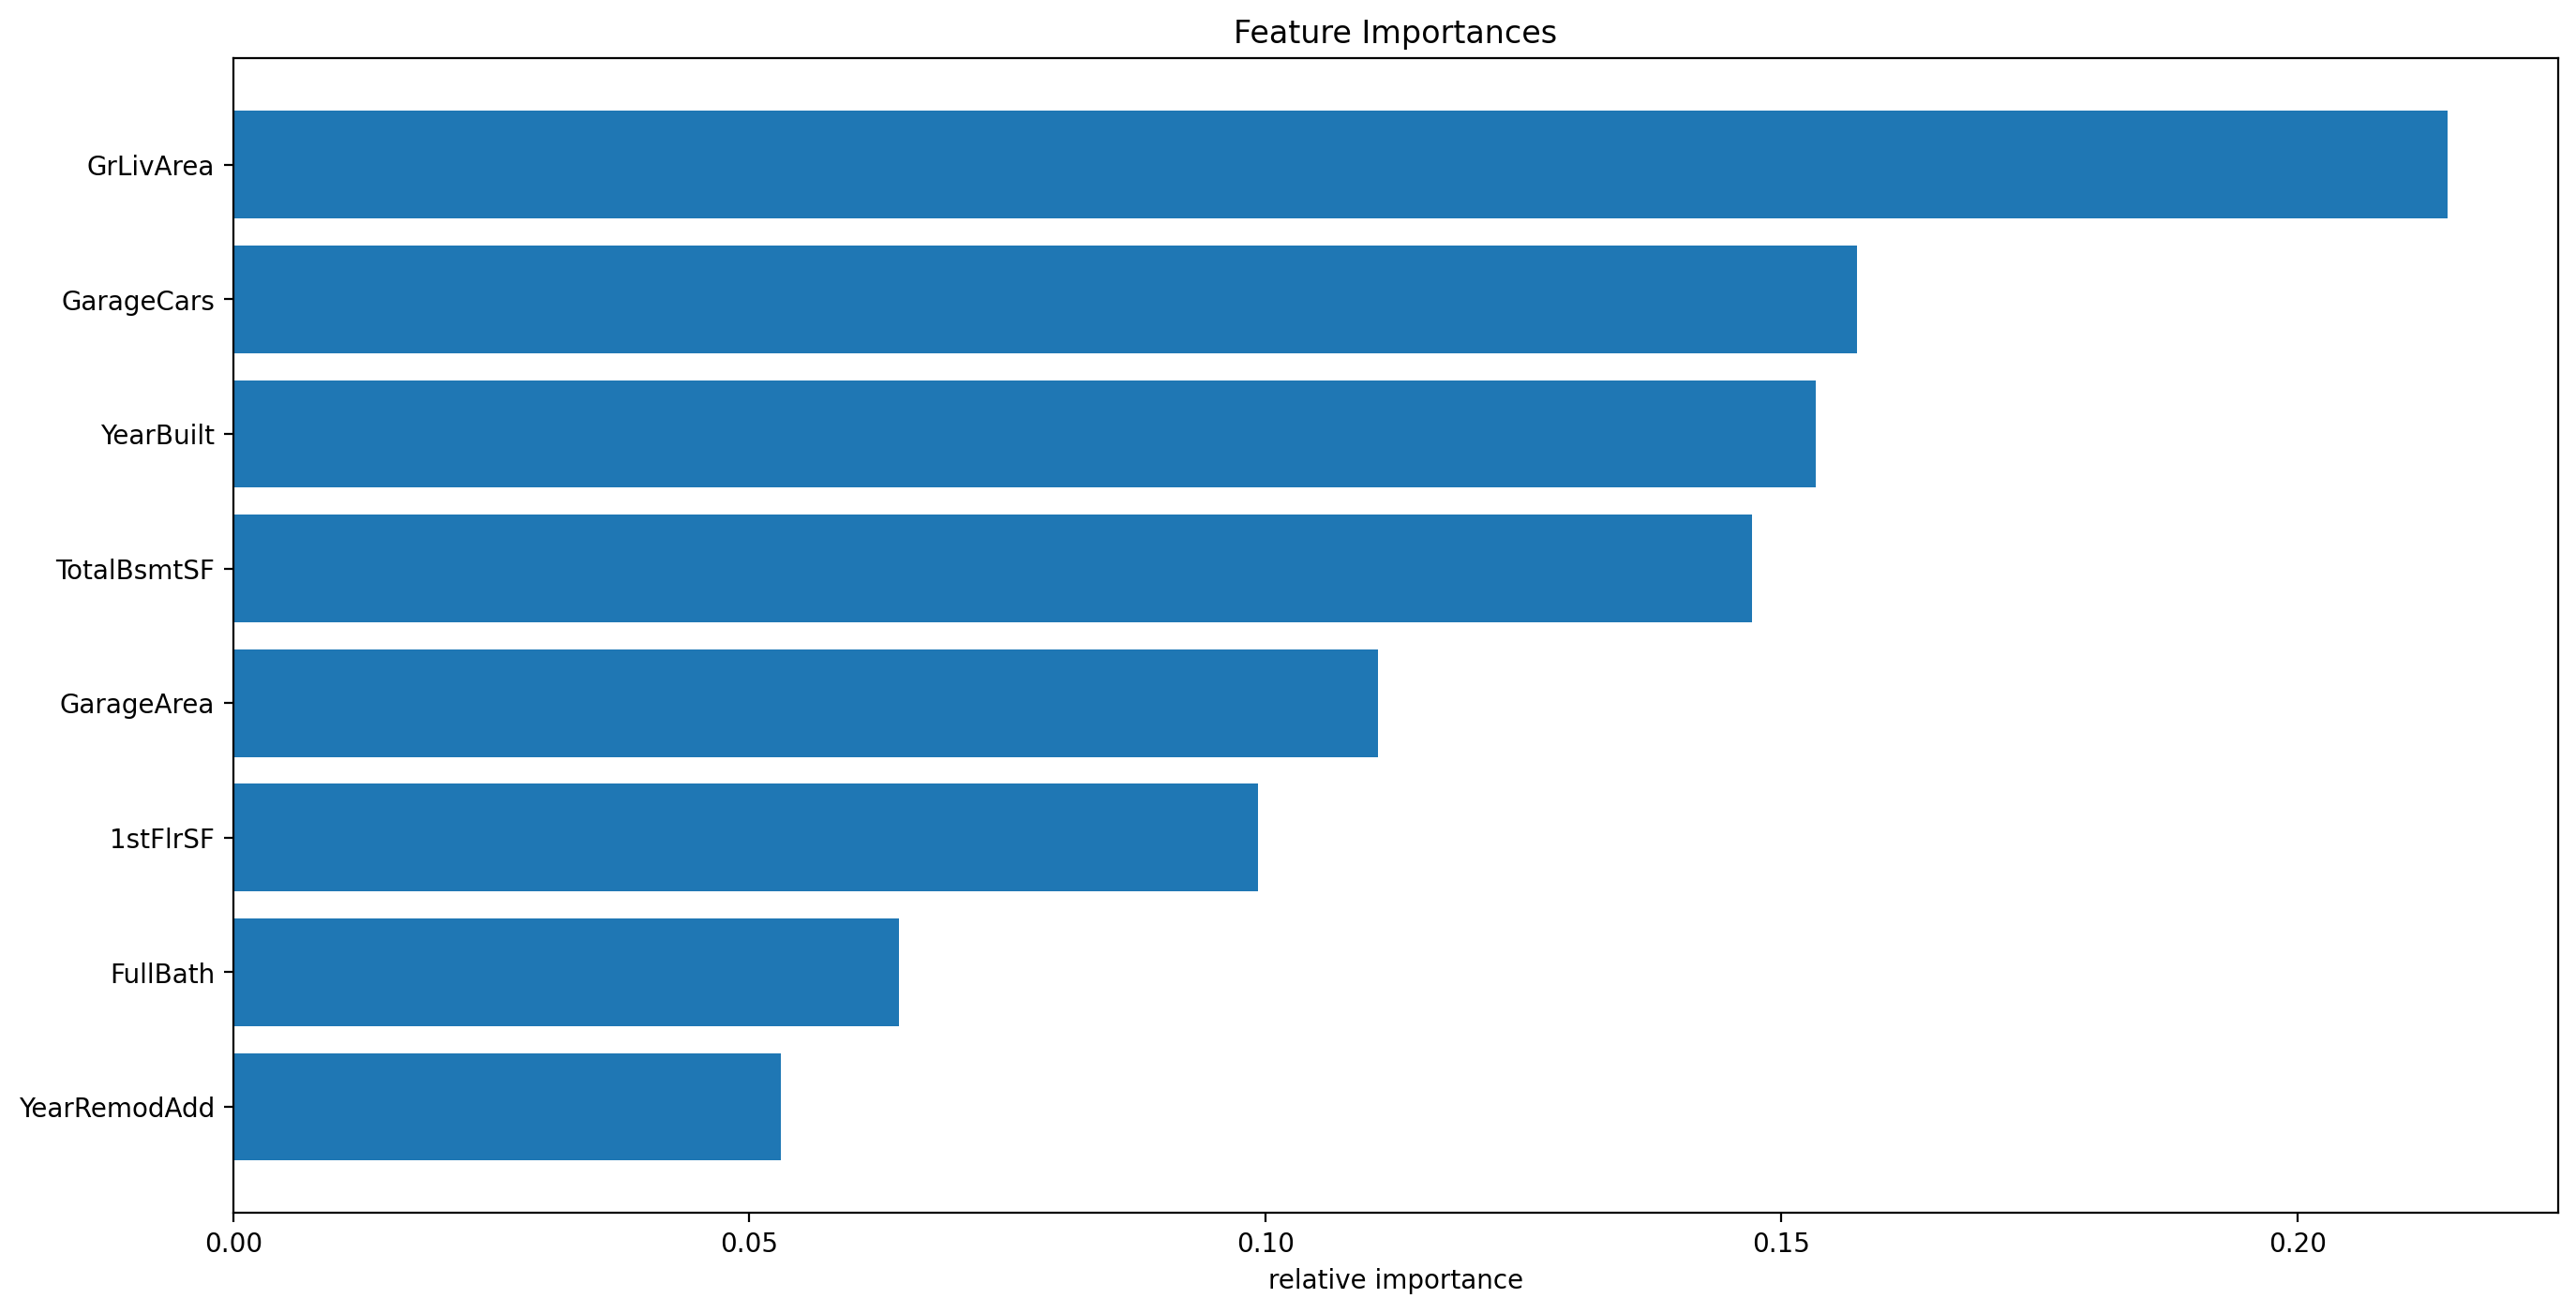 Feature Importances
GrLivArea
GarageCars
YearBuilt
TotalBsmtSF
GarageArea
1stFlrSF
FullBath
YearRemodAdd
0.00 0.05 0.10 0.15 0.20
relative importance